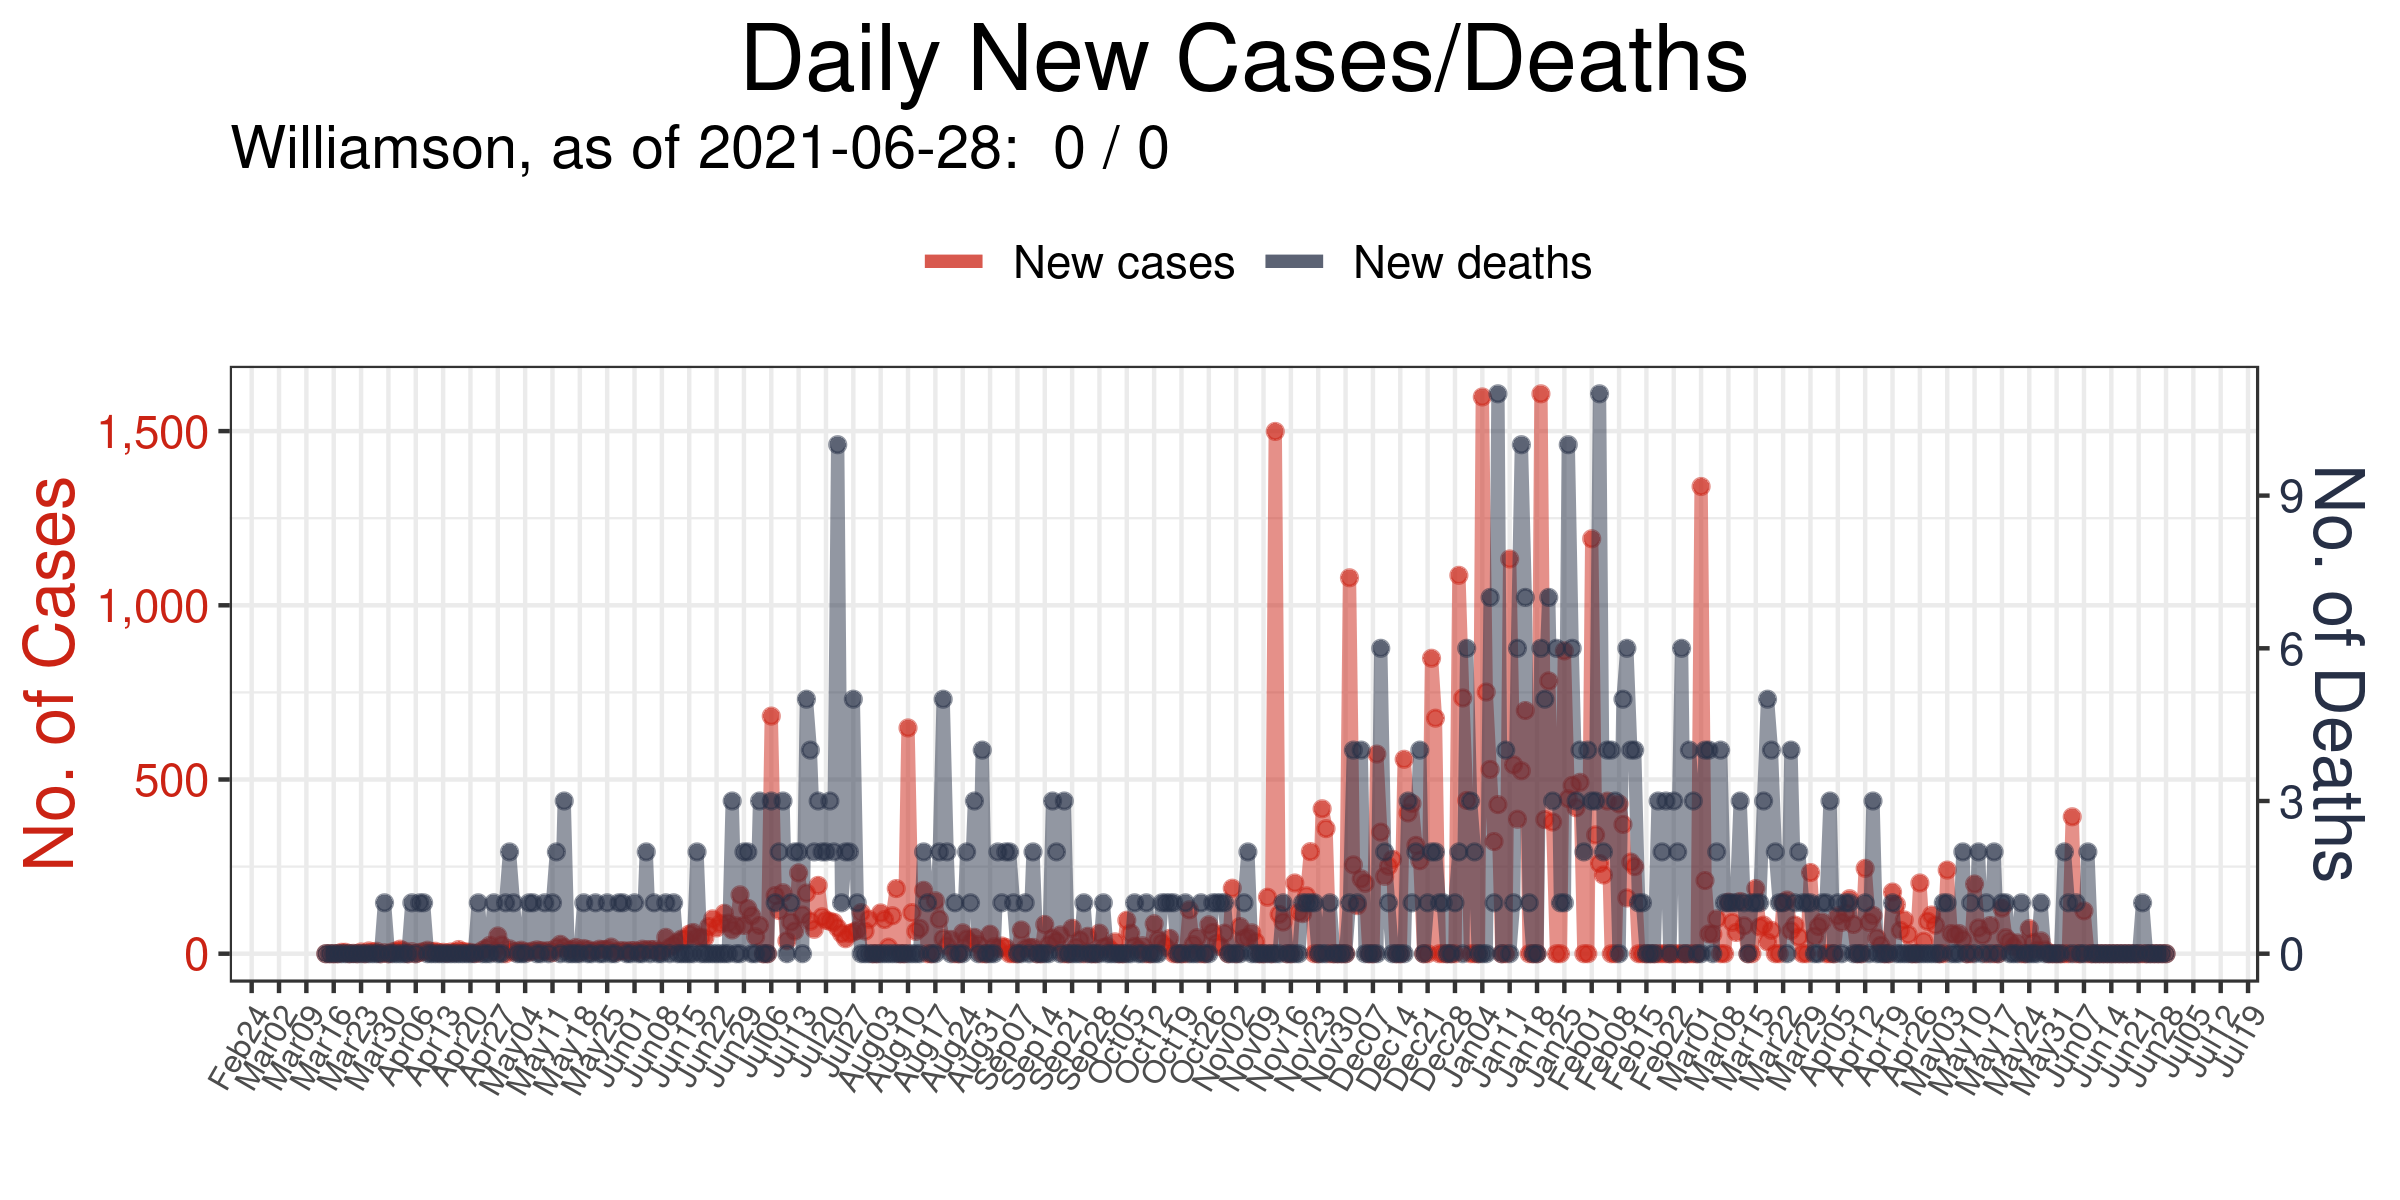 Daily New Cases/Deaths
Williamson, as of 2021-06-28:  0 / 0
New cases
New deaths
No. of Cases
1,500
1,000
500
0
No. of Deaths
9
6
3
0
Feb24
Mar02
Mar09
Mar16
Mar23
Mar30
Apr06
Apr13
Apr20
Apr27
May04
May11
May18
May25
Jun01
Jun08
Jun15
Jun22
Jun29
Jul06
Jul13
Jul20
Jul27
Aug03
Aug10
Aug17
Aug24
Aug31
Sep07
Sep14
Sep21
Sep28
Oct05
Oct12
Oct19
Oct26
Nov02
Nov09
Nov16
Nov23
Nov30
Dec07
Dec14
Dec21
Dec28
Jan04
Jan11
Jan18
Jan25
Feb01
Feb08
Feb15
Feb22
Mar01
Mar08
Mar15
Mar22
Mar29
Apr05
Apr12
Apr19
Apr26
May03
May10
May17
May24
May31
Jun07
Jun14
Jun21
Jun28
Jul05
Jul12
Jul19